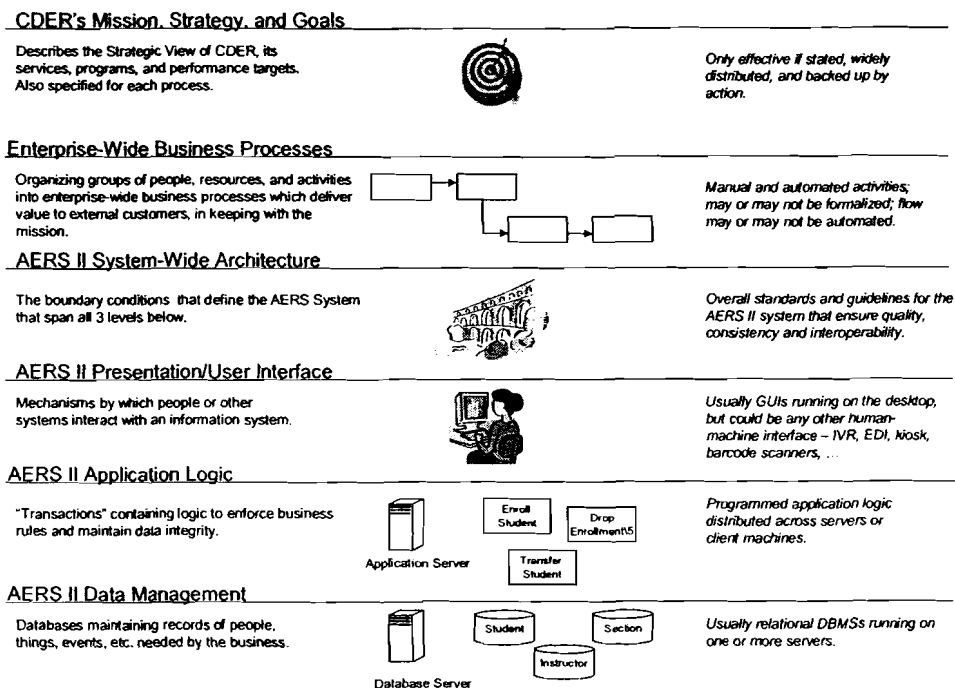 CDER's Mission, Strategy, and Goals
Describes the Strategic View of CDER, its
services, programs, and performance targets.
Also specified for each process.
Only effective if stated, widely
distributed, and backed up by
action.
Enterprise-Wide Business Processes
Organizing groups of people, resources, and activities
into enterprise-wide business processes which deliver
value to external customers, in keeping with the
mission.
Manual and automated activities;
may or may not be formalized; flow
may or may not be automated.
AERS II System-Wide Architecture
The boundary conditions that define the AERS System
that span all 3 levels below.
Overall standards and guidelines for the
AERS II system that ensure quality,
consistency and interoperability.
AERS II Presentation/User Interface
Mechanisms by which people or other
systems interact with an information system.
Usually GUIs running on the desktop,
but could be any other human-
machine interface – IVR, EDI, kiosk,
barcode scanners, ...
AERS II Application Logic
"Transactions" containing logic to enforce business
rules and maintain data integrity.
Application Server
Enroll
Student
Drop
Enrollment\5
Transfer
Student
Programmed application logic
distributed across servers or
client machines.
AERS II Data Management
Databases maintaining records of people,
things, events, etc. needed by the business.
Database Server
Student
Section
Instructor
Usually relational DBMSs running on
one or more servers.